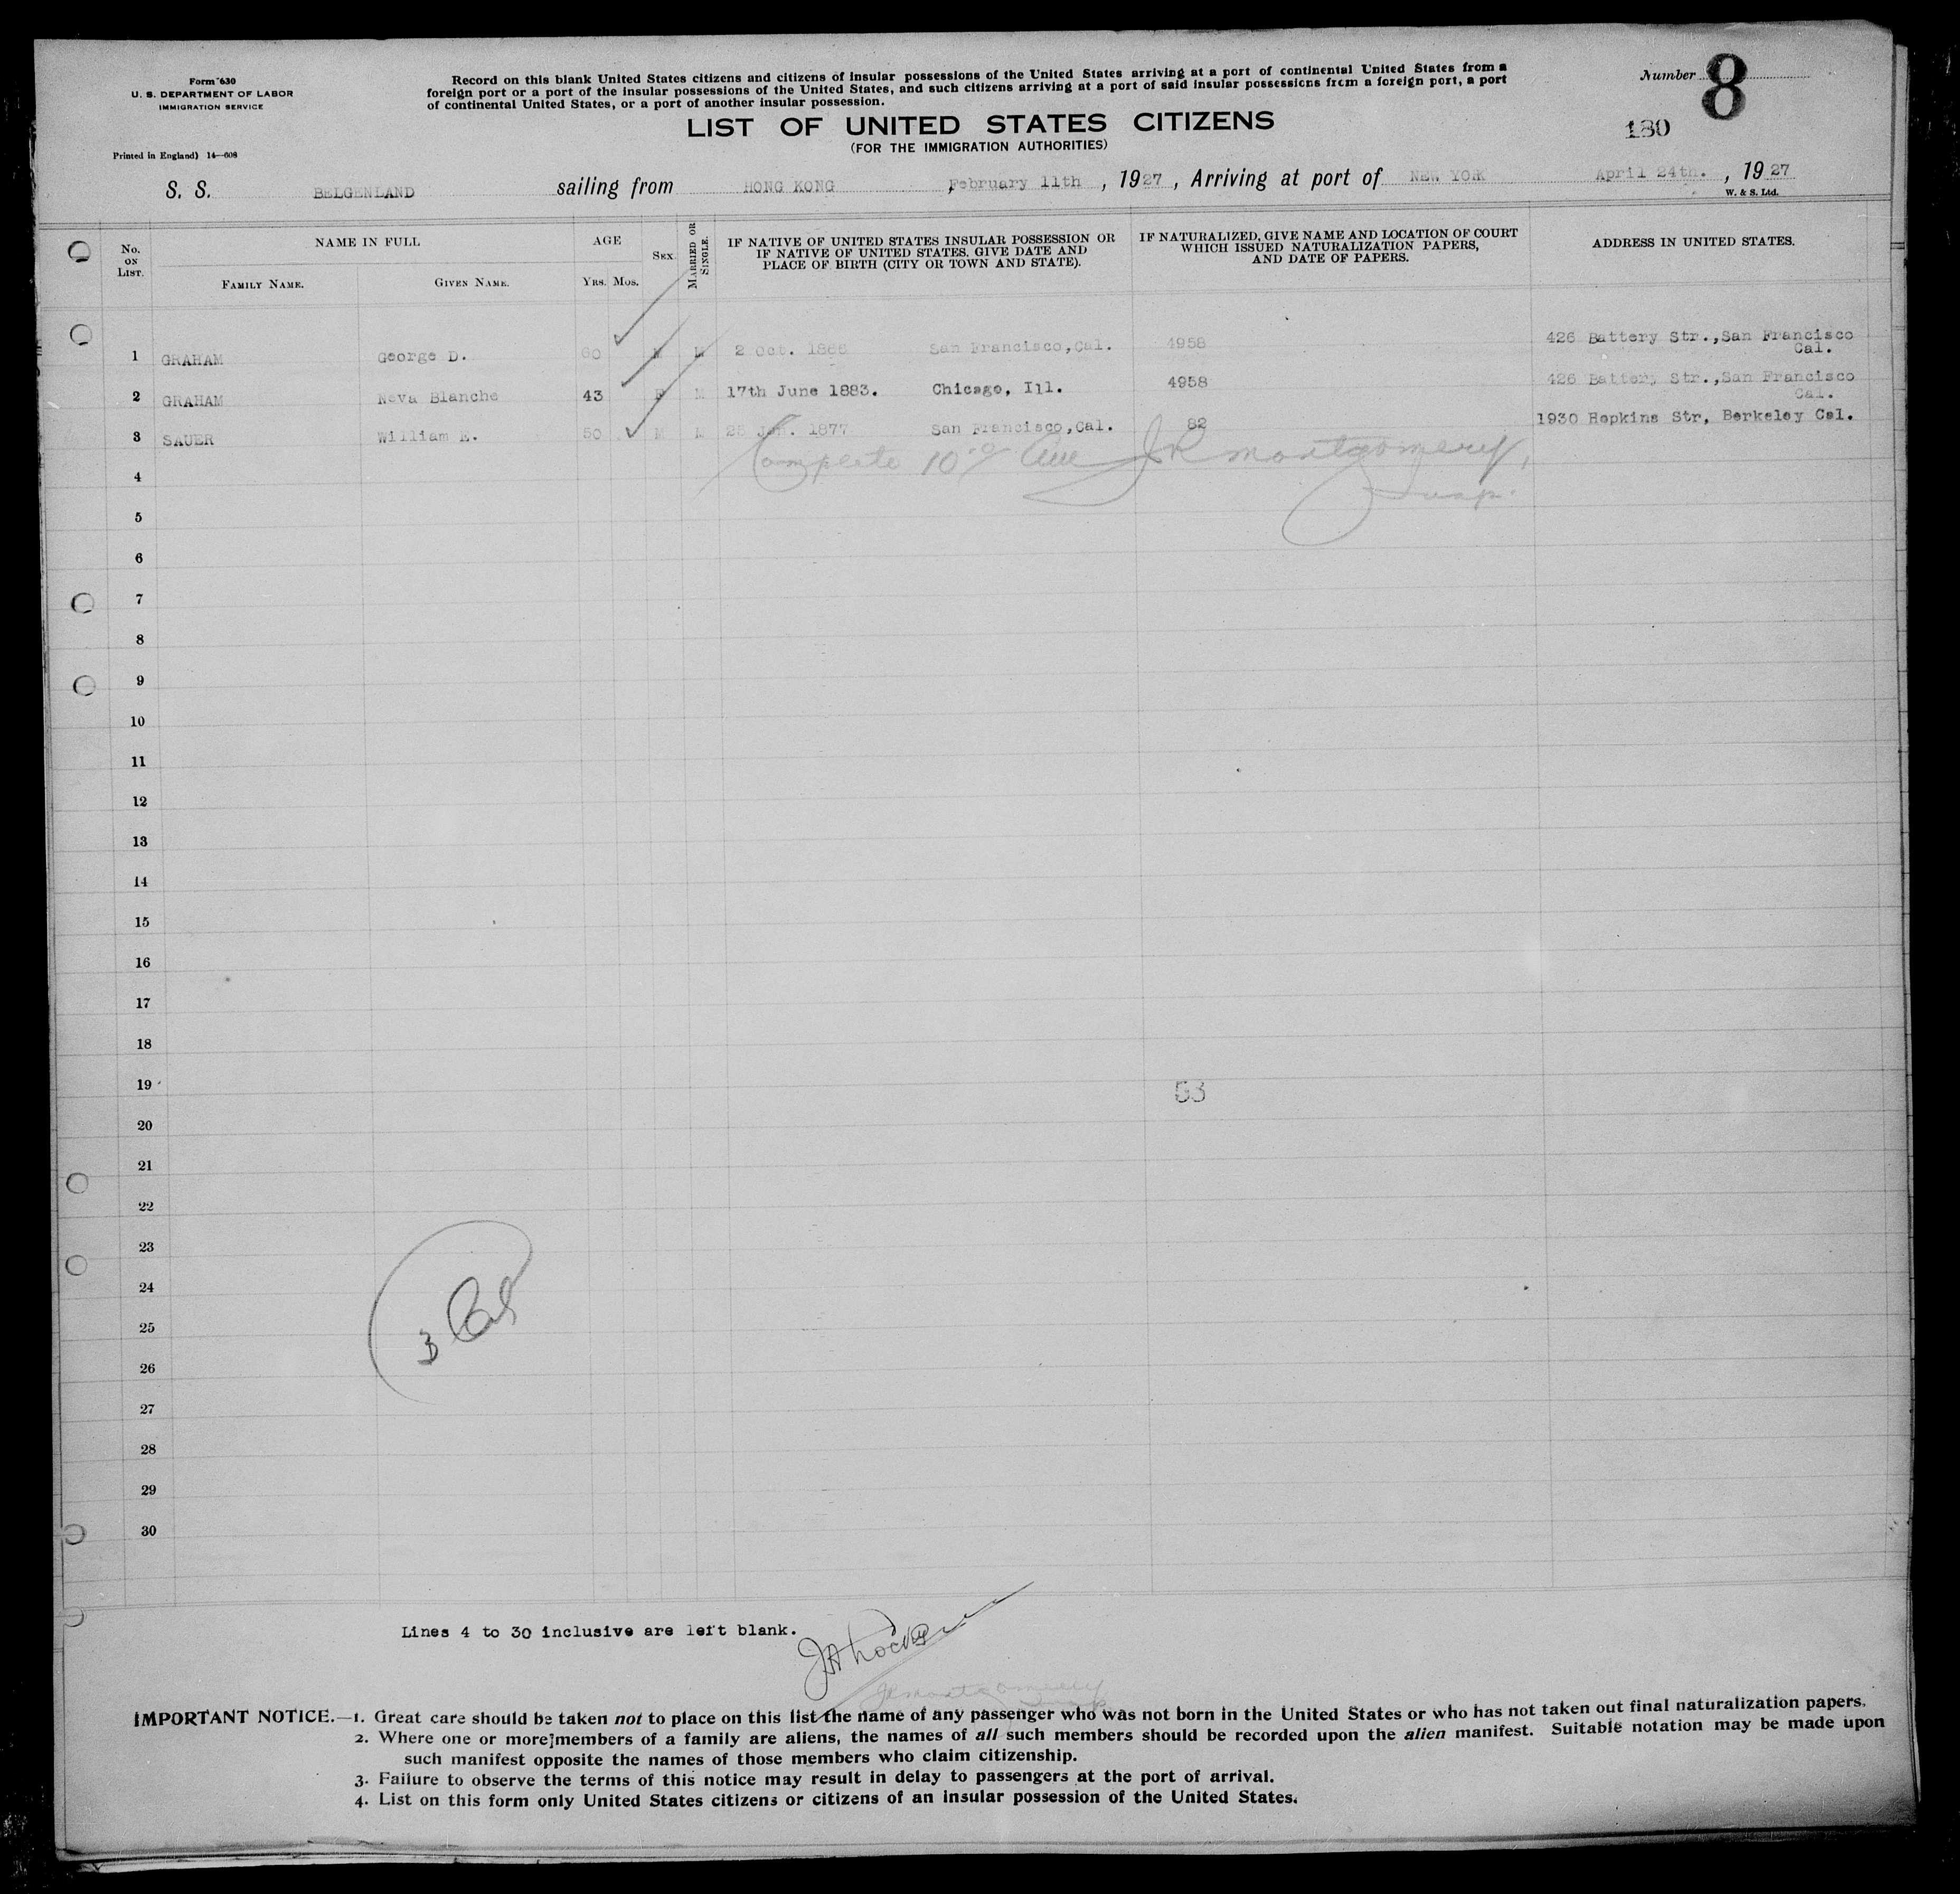 Form 630
U. S. DEPARTMENT OF LABOR
IMMIGRATION SERVICE
Printed in England) 14—608
Record on this blank United States citizens and citizens of insular possessions of the United States arriving at a port of continental United States from a
foreign port or a port of the insular possessions of the United States, and such citizens arriving at a port of said insular possessions from a foreign port, a port
of continental United States, or a port of another insular possession.
Number 8
180
LIST OF UNITED STATES CITIZENS
(FOR THE IMMIGRATION AUTHORITIES)
S. S. BELGENLAND sailing from HONG KONG, February 11th, 1927, Arriving at port of NEW YORK April 24th., 1927
W. & S. Ltd.
No. ON LIST. NAME IN FULL FAMILY NAME. GIVEN NAME. AGE YRS. MOS. SEX. MARRIED OR SINGLE. IF NATIVE OF UNITED STATES INSULAR POSSESSION OR IF NATIVE OF UNITED STATES, GIVE DATE AND PLACE OF BIRTH (CITY OR TOWN AND STATE). IF NATURALIZED, GIVE NAME AND LOCATION OF COURT WHICH ISSUED NATURALIZATION PAPERS, AND DATE OF PAPERS. ADDRESS IN UNITED STATES.
1 GRAHAM George D. 60 M M 2 Oct. San Francisco, Cal. 4958 426 Battery Str., San Francisco Cal.
2 GRAHAM Neva Blanche 43 F M 17th June 1883. Chicago, Ill. 4958 426 Battery Str., San Francisco Cal.
3 SAUER William E. 50 M M Jan. 1877 San Francisco, Cal. 82 1930 Hopkins Str, Berkeley Cal.
Complete 10 JR Montgomery, Insp.
4
5
6
7
8
9
10
11
12
13
14
15
16
17
18
19 53
20
21
22
23
24
25
26
27
28
29
30
3
Lines 4 to 30 inclusive are left blank.
JR Montgomery
Insp
IMPORTANT NOTICE.—1. Great care should be taken not to place on this list the name of any passenger who was not born in the United States or who has not taken out final naturalization papers.
2. Where one or more members of a family are aliens, the names of all such members should be recorded upon the alien manifest. Suitable notation may be made upon
such manifest opposite the names of those members who claim citizenship.
3. Failure to observe the terms of this notice may result in delay to passengers at the port of arrival.
4. List on this form only United States citizens or citizens of an insular possession of the United States.